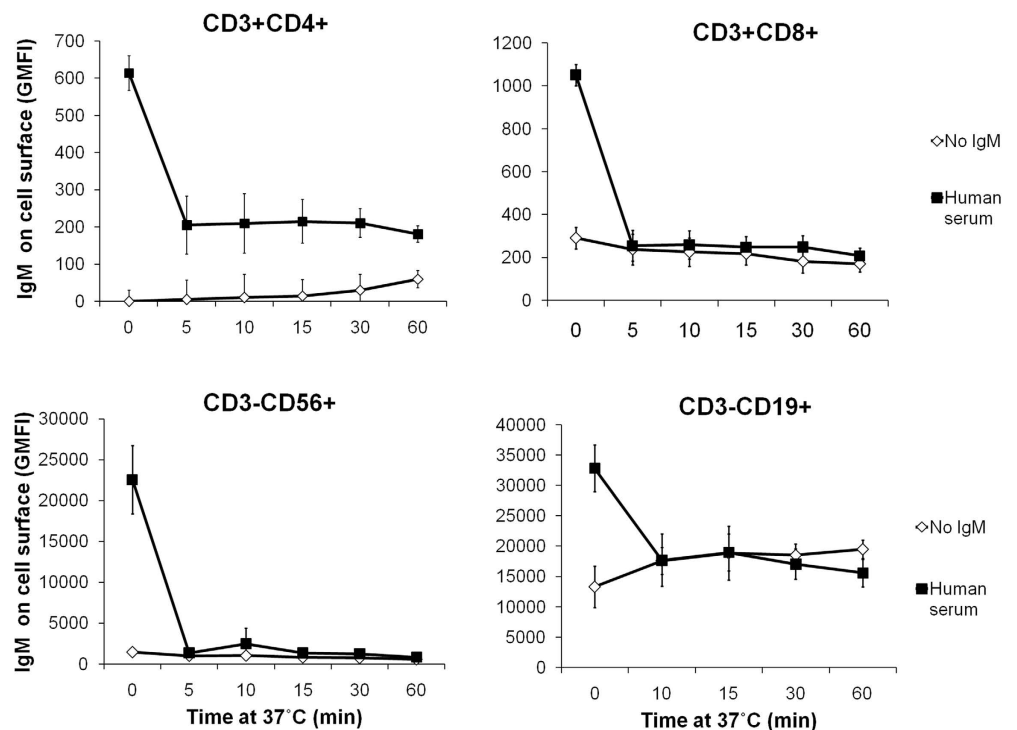 CD3+CD4+
IgM on cell surface (GMFI)
700
600
500
400
300
200
100
0
0 5 10 15 30 60
CD3+CD8+
1200
1000
800
600
400
200
0
0 5 10 15 30 60
No IgM
Human
serum
CD3-CD56+
IgM on cell surface (GMFI)
30000
25000
20000
15000
10000
5000
0
0 5 10 15 30 60
Time at 37˚C (min)
CD3-CD19+
40000
35000
30000
25000
20000
15000
10000
5000
0
0 10 15 30 60
Time at 37˚C (min)
No IgM
Human
serum